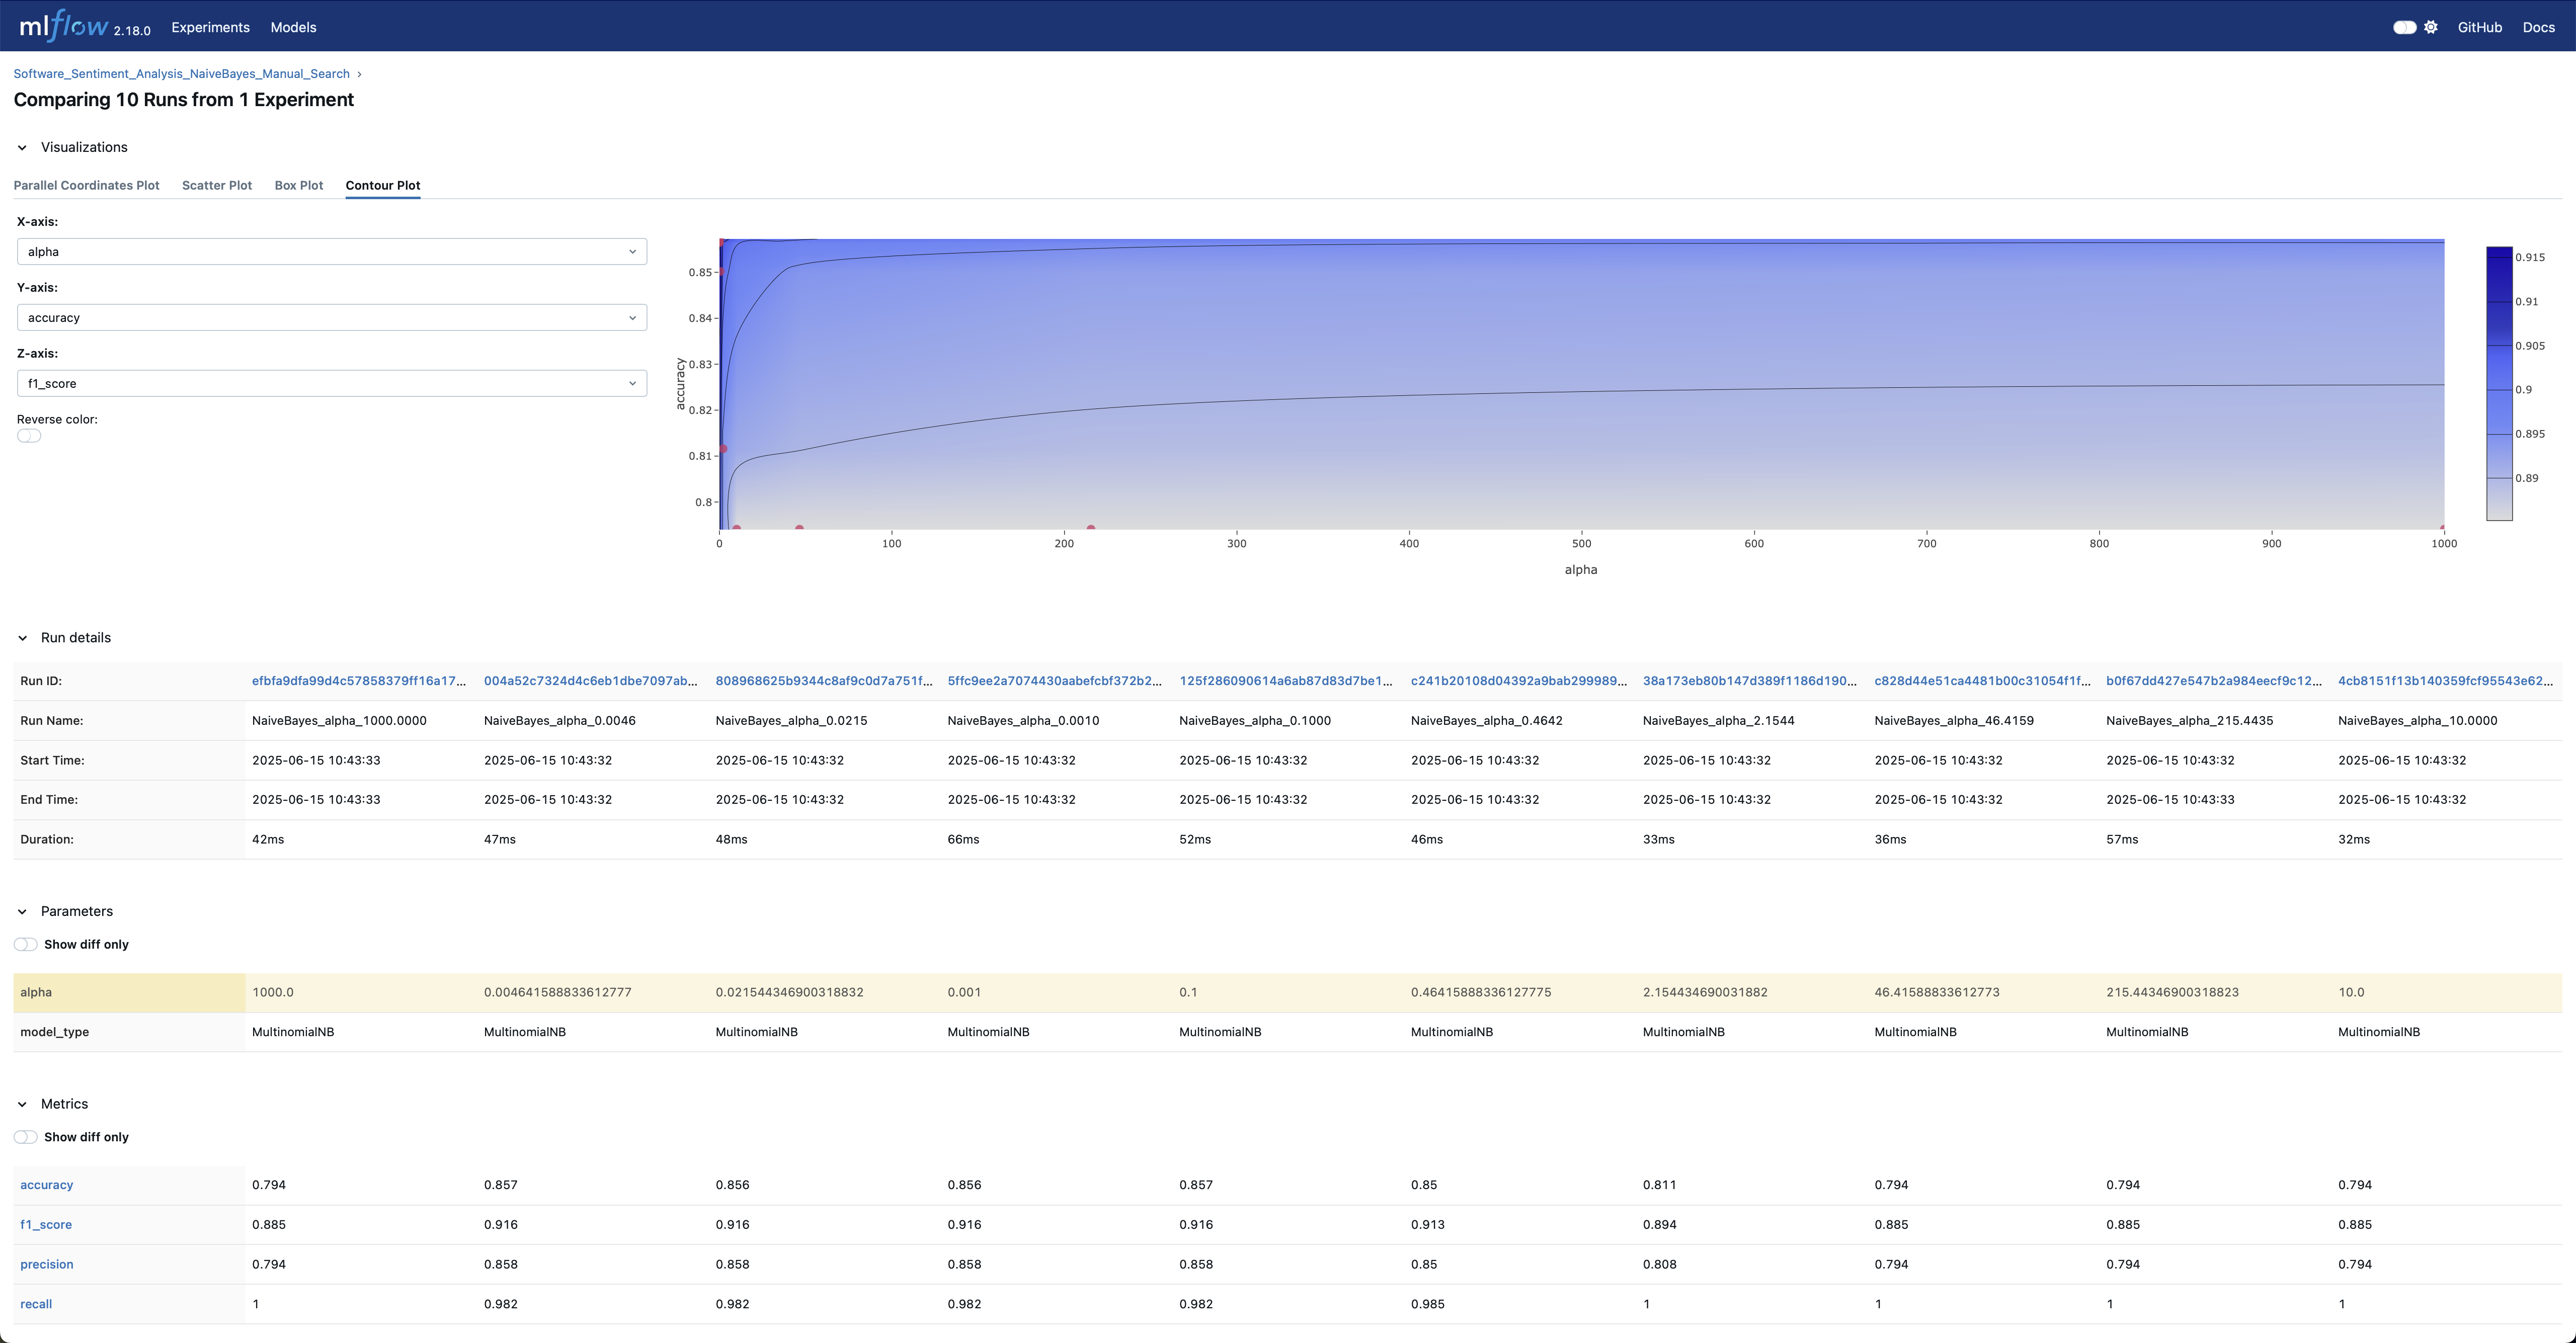 mlflow 2.18.0 Experiments Models GitHub Docs
Software_Sentiment_Analysis_NaiveBayes_Manual_Search ›
Comparing 10 Runs from 1 Experiment
Visualizations
Parallel Coordinates Plot Scatter Plot Box Plot Contour Plot
X-axis:
alpha
Y-axis:
accuracy
Z-axis:
f1_score
Reverse color:
accuracy
0.85
0.84
0.83
0.82
0.81
0.8
0 100 200 300 400 500 600 700 800 900 1000
alpha
0.915
0.91
0.905
0.9
0.895
0.89
Run details
Run ID: efbfa9dfa99d4c57858379ff16a17... 004a52c7324d4c6eb1dbe7097ab... 808968625b9344c8af9c0d7a751f... 5ffc9ee2a7074430aabefcbf372b2... 125f286090614a6ab87d83d7be1... c241b20108d04392a9bab299989... 38a173eb80b147d389f1186d190... c828d44e51ca4481b00c31054f1f... b0f67dd427e547b2a984eecf9c12... 4cb8151f13b140359fcf95543e62...
Run Name: NaiveBayes_alpha_1000.0000 NaiveBayes_alpha_0.0046 NaiveBayes_alpha_0.0215 NaiveBayes_alpha_0.0010 NaiveBayes_alpha_0.1000 NaiveBayes_alpha_0.4642 NaiveBayes_alpha_2.1544 NaiveBayes_alpha_46.4159 NaiveBayes_alpha_215.4435 NaiveBayes_alpha_10.0000
Start Time: 2025-06-15 10:43:33 2025-06-15 10:43:32 2025-06-15 10:43:32 2025-06-15 10:43:32 2025-06-15 10:43:32 2025-06-15 10:43:32 2025-06-15 10:43:32 2025-06-15 10:43:32 2025-06-15 10:43:32 2025-06-15 10:43:32
End Time: 2025-06-15 10:43:33 2025-06-15 10:43:32 2025-06-15 10:43:32 2025-06-15 10:43:32 2025-06-15 10:43:32 2025-06-15 10:43:32 2025-06-15 10:43:32 2025-06-15 10:43:32 2025-06-15 10:43:33 2025-06-15 10:43:32
Duration: 42ms 47ms 48ms 66ms 52ms 46ms 33ms 36ms 57ms 32ms
Parameters
Show diff only
alpha 1000.0 0.004641588833612777 0.021544346900318832 0.001 0.1 0.46415888336127775 2.154434690031882 46.41588833612773 215.44346900318823 10.0
model_type MultinomialNB MultinomialNB MultinomialNB MultinomialNB MultinomialNB MultinomialNB MultinomialNB MultinomialNB MultinomialNB MultinomialNB
Metrics
Show diff only
accuracy 0.794 0.857 0.856 0.856 0.857 0.85 0.811 0.794 0.794 0.794
f1_score 0.885 0.916 0.916 0.916 0.916 0.913 0.894 0.885 0.885 0.885
precision 0.794 0.858 0.858 0.858 0.858 0.85 0.808 0.794 0.794 0.794
recall 1 0.982 0.982 0.982 0.982 0.985 1 1 1 1